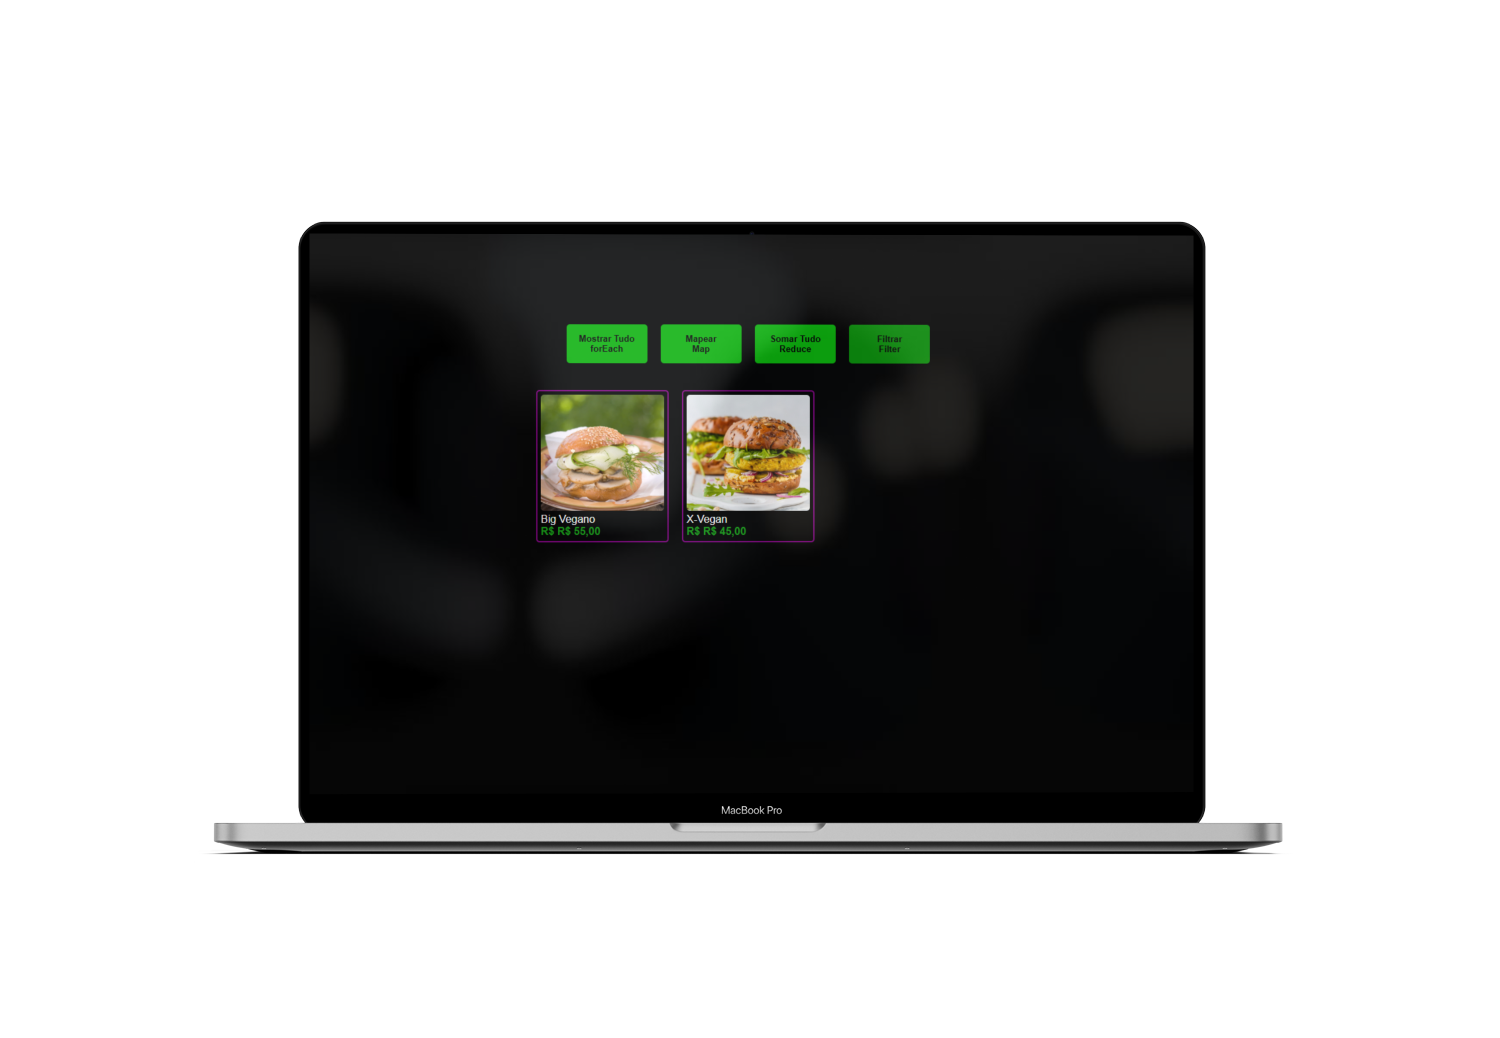 Mostrar Tudo
forEach
Mapear
Map
Somar Tudo
Reduce
Filtrar
Filter
Big Vegano
R$ R$ 55,00
X-Vegan
R$ R$ 45,00
MacBook Pro